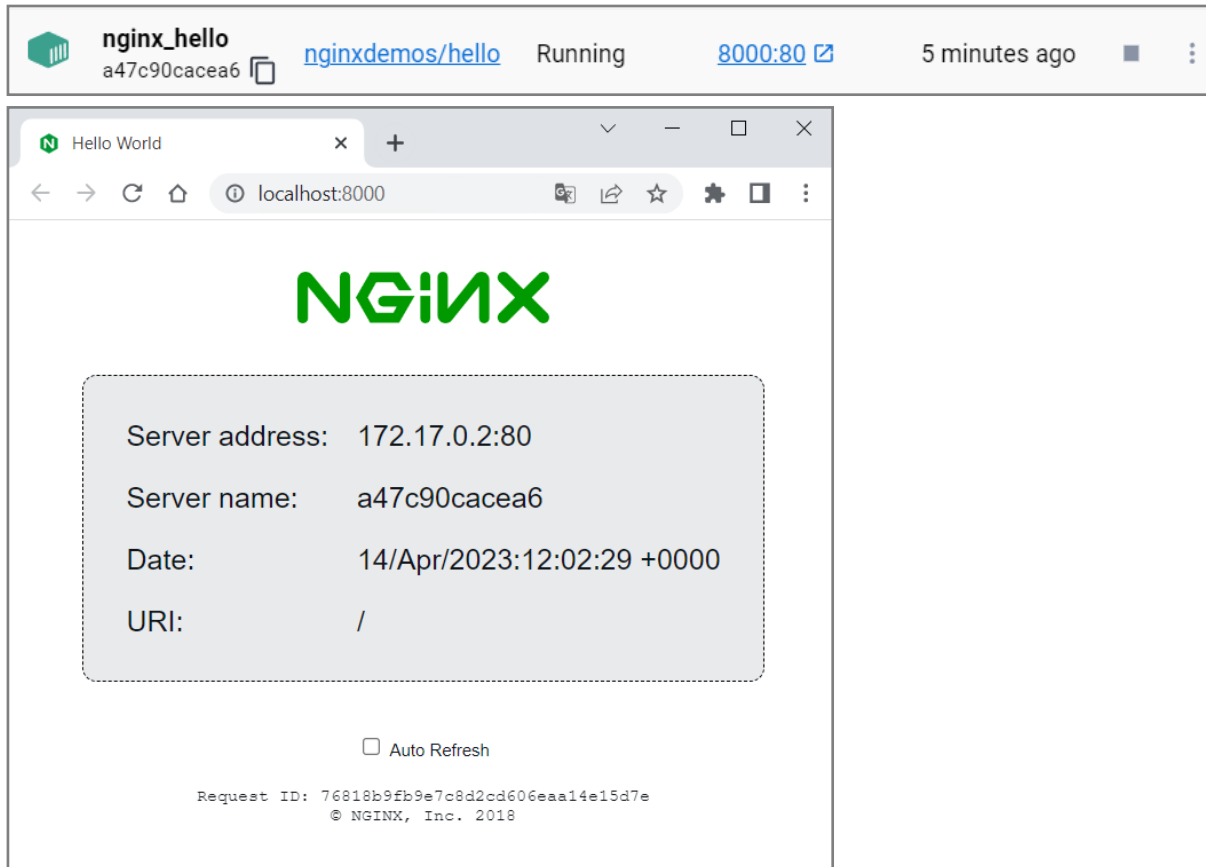 nginx_hello nginxdemos/hello Running 8000:80 5 minutes ago
a47c90cacea6
Hello World
localhost:8000
NGiNX
Server address: 172.17.0.2:80
Server name: a47c90cacea6
Date: 14/Apr/2023:12:02:29 +0000
URI: /
Auto Refresh
Request ID: 76818b9fb9e7c8d2cd606eaa14e15d7e
© NGINX, Inc. 2018